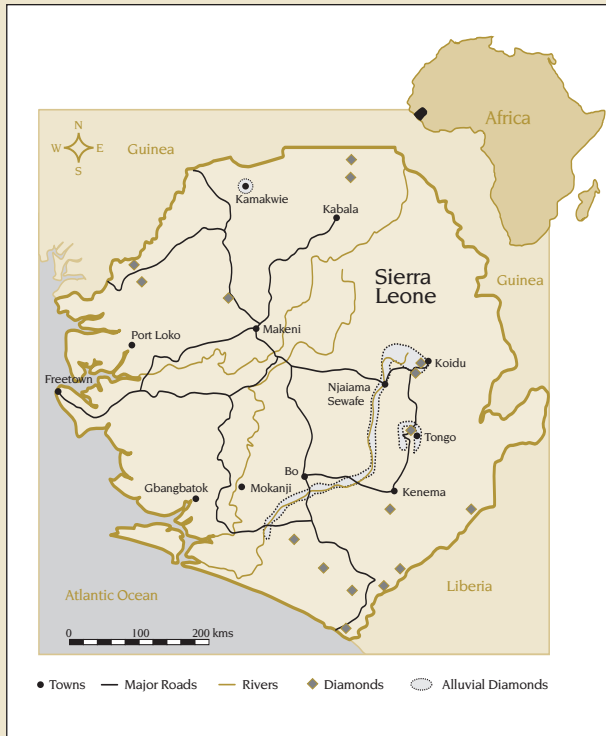 Africa
N
W E
S
Guinea
Kamakwie
Kabala
Sierra
Leone
Guinea
Makeni
Port Loko
Koidu
Freetown
Njaiama
Sewafe
Tongo
Bo
Gbangbatok
Mokanji
Kenema
Atlantic Ocean
Liberia
0 100 200 kms
Towns Major Roads Rivers Diamonds Alluvial Diamonds